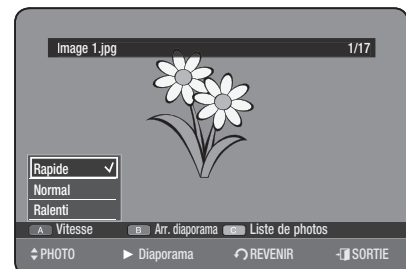 Image 1.jpg 1/17
Rapide
Normal
Ralenti
A Vitesse B Arr. diaporama C Liste de photos
PHOTO Diaporama REVENIR SORTIE